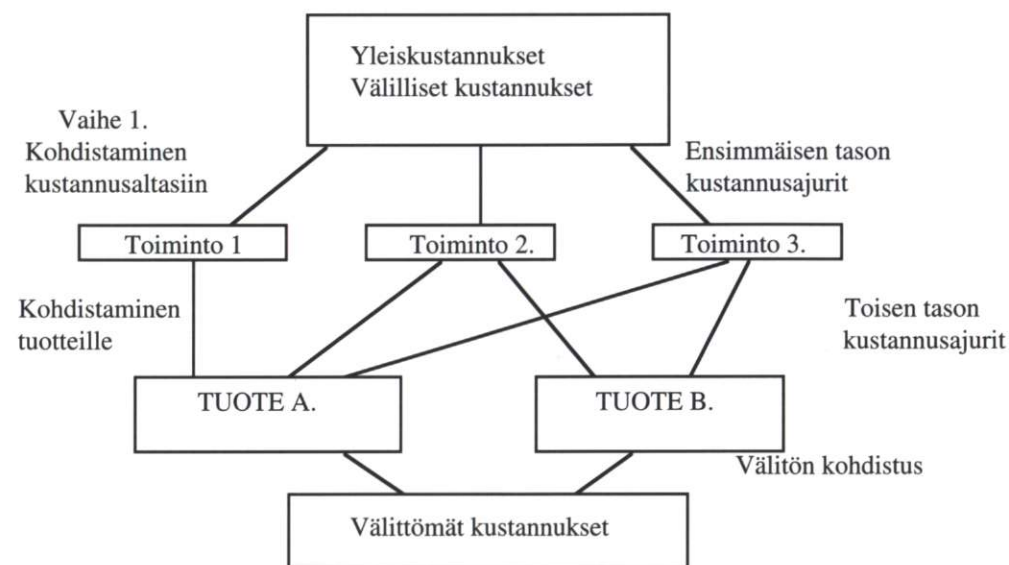 Yleiskustannukset
Välilliset kustannukset
Vaihe 1.
Kohdistaminen
kustannusaltasiin
Ensimmäisen tason
kustannusajurit
Toiminto 1
Toiminto 2.
Toiminto 3.
Kohdistaminen
tuotteille
Toisen tason
kustannusajurit
TUOTE A.
TUOTE B.
Välitön kohdistus
Välittömät kustannukset